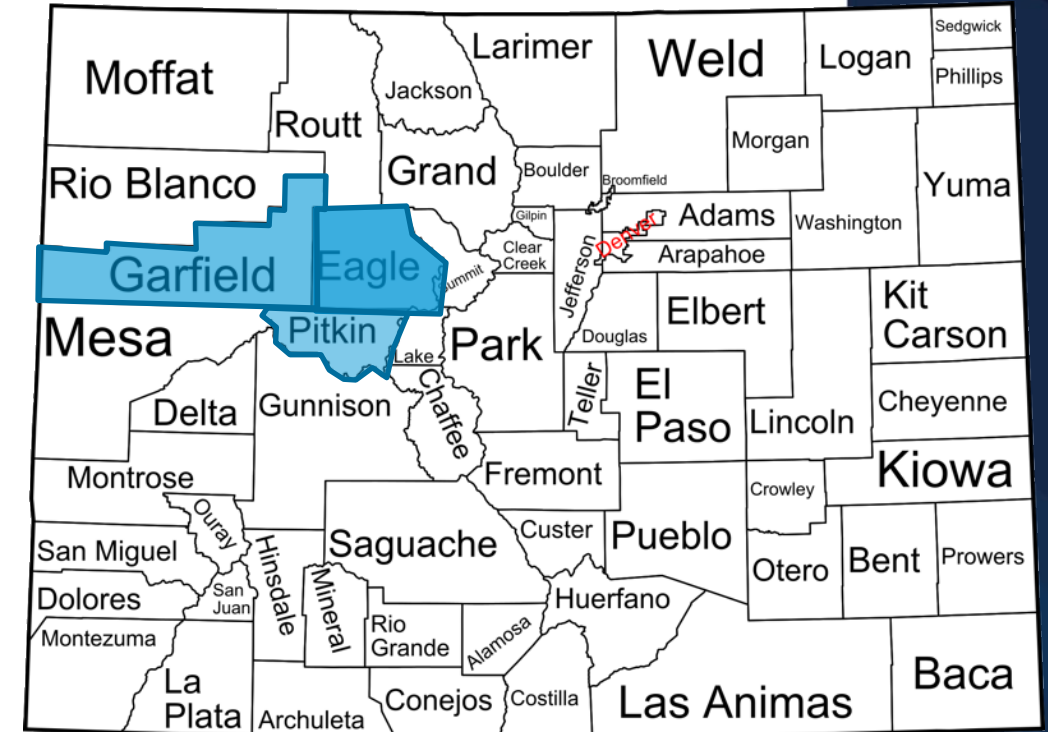 Sedgwick
Larimer
Weld
Logan
Moffat
Phillips
Jackson
Routt
Morgan
Grand
Boulder
Rio Blanco
Broomfield
Yuma
Gilpin
Adams
Washington
Denver
Clear
Creek
Arapahoe
Garfield
Eagle
Summit
Jefferson
Kit
Carson
Elbert
Pitkin
Mesa
Douglas
Park
Lake
El
Paso
Teller
Cheyenne
Delta
Gunnison
Chaffee
Lincoln
Montrose
Fremont
Kiowa
Crowley
Ouray
Custer
Pueblo
San Miguel
Saguache
Hinsdale
Otero
Bent
Prowers
Dolores
San
Juan
Mineral
Huerfano
Montezuma
Rio
Grande
Alamosa
Baca
La
Plata
Archuleta
Conejos
Costilla
Las Animas